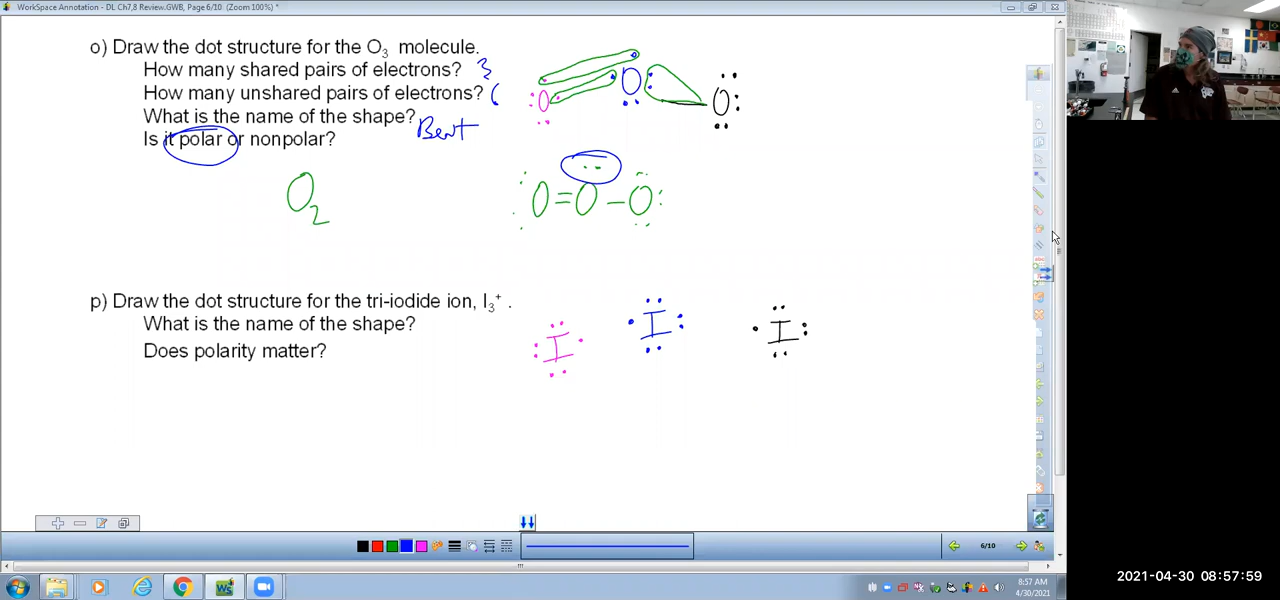 WorkSpace Annotation - DL Ch7,8 Review.GWB, Page 6/10 (Zoom 100%) *
o) Draw the dot structure for the O3 molecule.
How many shared pairs of electrons? 3
How many unshared pairs of electrons? 6
What is the name of the shape? Bent
Is it polar or nonpolar?
O O O
O2
O=O-O
p) Draw the dot structure for the tri-iodide ion, I3+ .
What is the name of the shape?
Does polarity matter?
I I I
6/10
8:57 AM
4/30/2021
2021-04-30 08:57:59